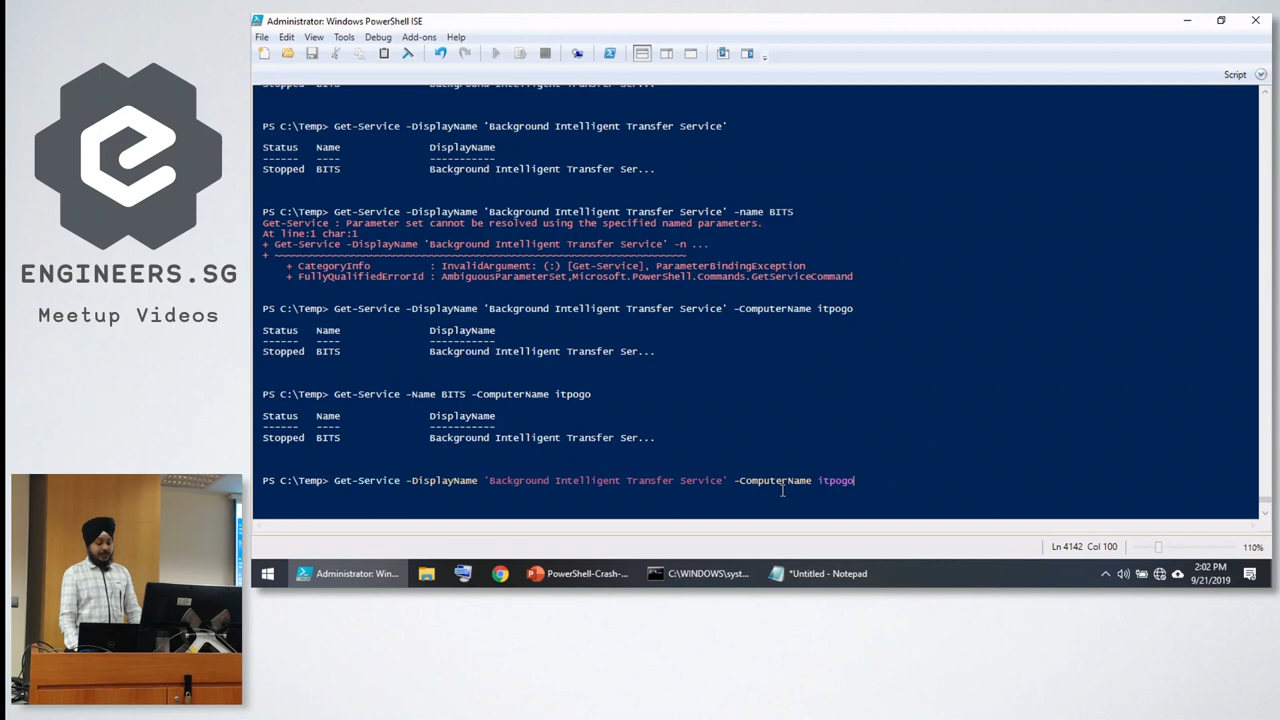 Administrator: Windows PowerShell ISE
File Edit View Tools Debug Add-ons Help
Script
Stopped BITS Background Intelligent Transfer Ser...
PS C:\Temp> Get-Service -DisplayName 'Background Intelligent Transfer Service'
Status Name DisplayName
------ ---- -----------
Stopped BITS Background Intelligent Transfer Ser...
PS C:\Temp> Get-Service -DisplayName 'Background Intelligent Transfer Service' -name BITS
Get-Service : Parameter set cannot be resolved using the specified named parameters.
At line:1 char:1
+ Get-Service -DisplayName 'Background Intelligent Transfer Service' -n ...
+ ~~~~~~~~~~~~~~~~~~~~~~~~~~~~~~~~~~~~~~~~~~~~~~~~~~~~~~~~~~~~~~~~~~~~~
+ CategoryInfo : InvalidArgument: (:) [Get-Service], ParameterBindingException
+ FullyQualifiedErrorId : AmbiguousParameterSet,Microsoft.PowerShell.Commands.GetServiceCommand
PS C:\Temp> Get-Service -DisplayName 'Background Intelligent Transfer Service' -ComputerName itpogo
Status Name DisplayName
------ ---- -----------
Stopped BITS Background Intelligent Transfer Ser...
PS C:\Temp> Get-Service -Name BITS -ComputerName itpogo
Status Name DisplayName
------ ---- -----------
Stopped BITS Background Intelligent Transfer Ser...
PS C:\Temp> Get-Service -DisplayName 'Background Intelligent Transfer Service' -ComputerName itpogo
Ln 4142 Col 100 110%
Administrator: Win... PowerShell-Crash-... C:\WINDOWS\syst... *Untitled - Notepad
2:02 PM
9/21/2019
ENGINEERS.SG
Meetup Videos